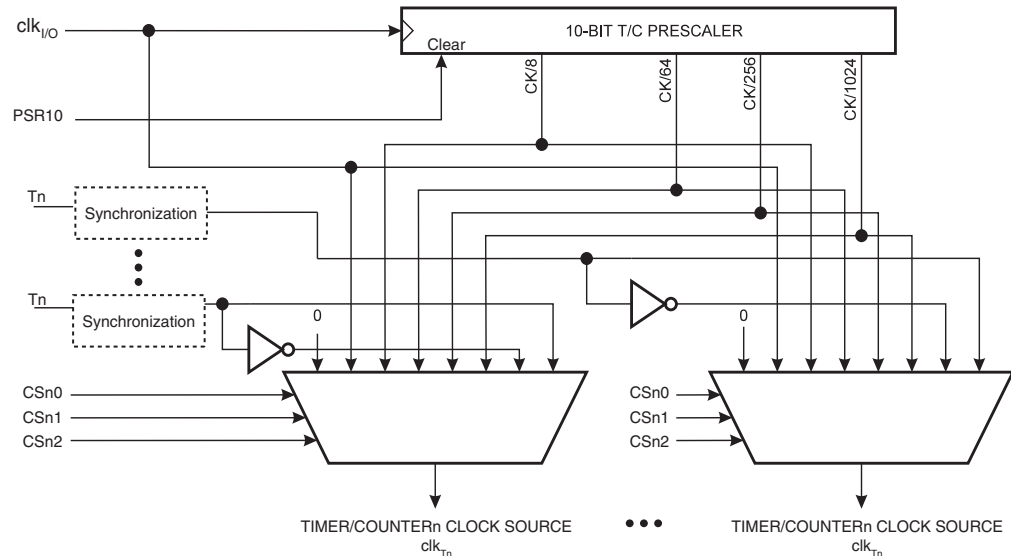 clkI/O
10-BIT T/C PRESCALER
Clear
CK/8
CK/64
CK/256
CK/1024
PSR10
Tn
Synchronization
Tn
Synchronization
0
0
CSn0
CSn1
CSn2
CSn0
CSn1
CSn2
TIMER/COUNTERn CLOCK SOURCE
clkTn
TIMER/COUNTERn CLOCK SOURCE
clkTn